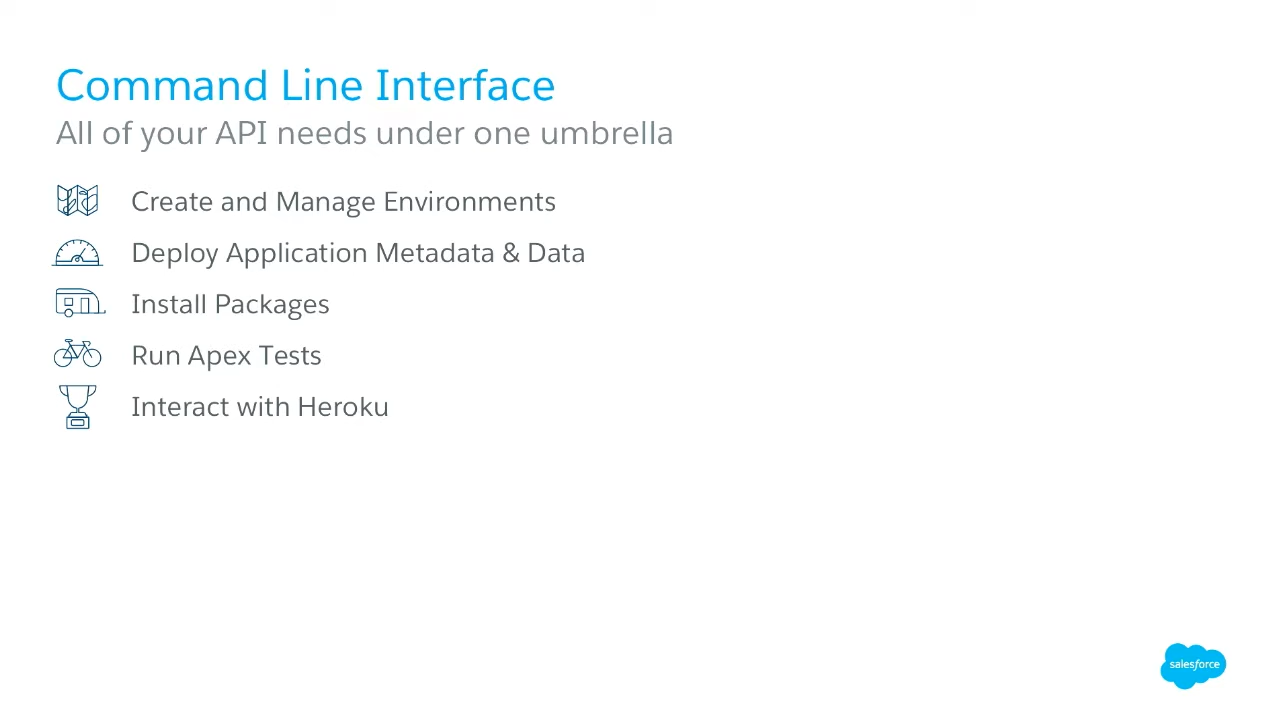 Command Line Interface
All of your API needs under one umbrella
Create and Manage Environments
Deploy Application Metadata & Data
Install Packages
Run Apex Tests
Interact with Heroku
salesforce